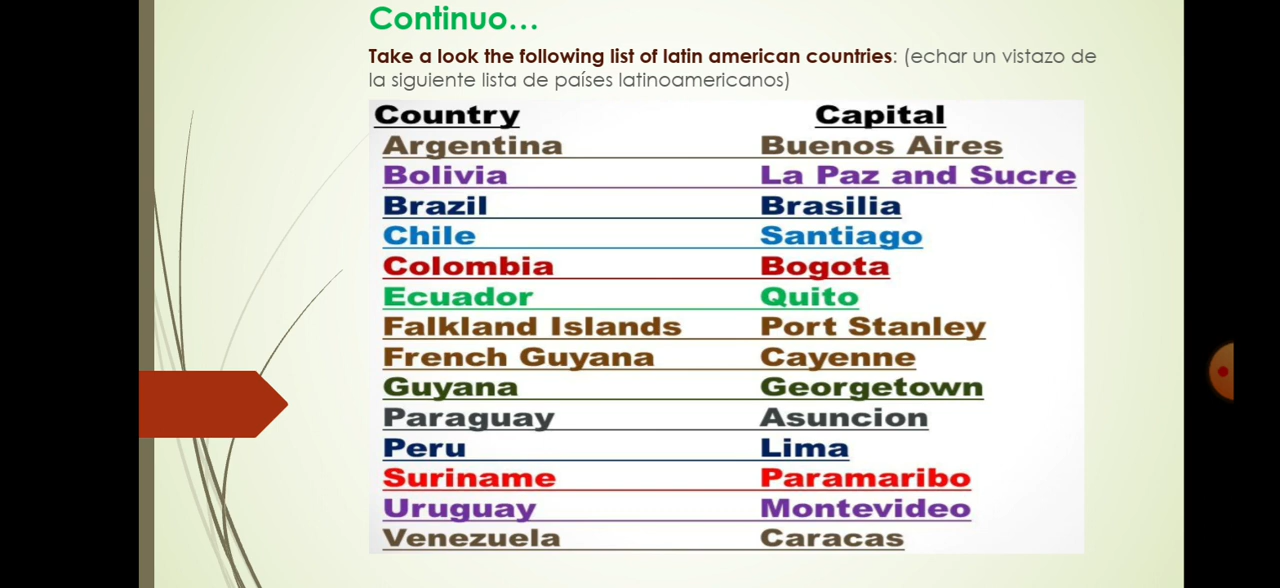 Continuo…
Take a look the following list of latin american countries: (echar un vistazo de
la siguiente lista de países latinoamericanos)
Country Capital
Argentina Buenos Aires
Bolivia La Paz and Sucre
Brazil Brasilia
Chile Santiago
Colombia Bogota
Ecuador Quito
Falkland Islands Port Stanley
French Guyana Cayenne
Guyana Georgetown
Paraguay Asuncion
Peru Lima
Suriname Paramaribo
Uruguay Montevideo
Venezuela Caracas